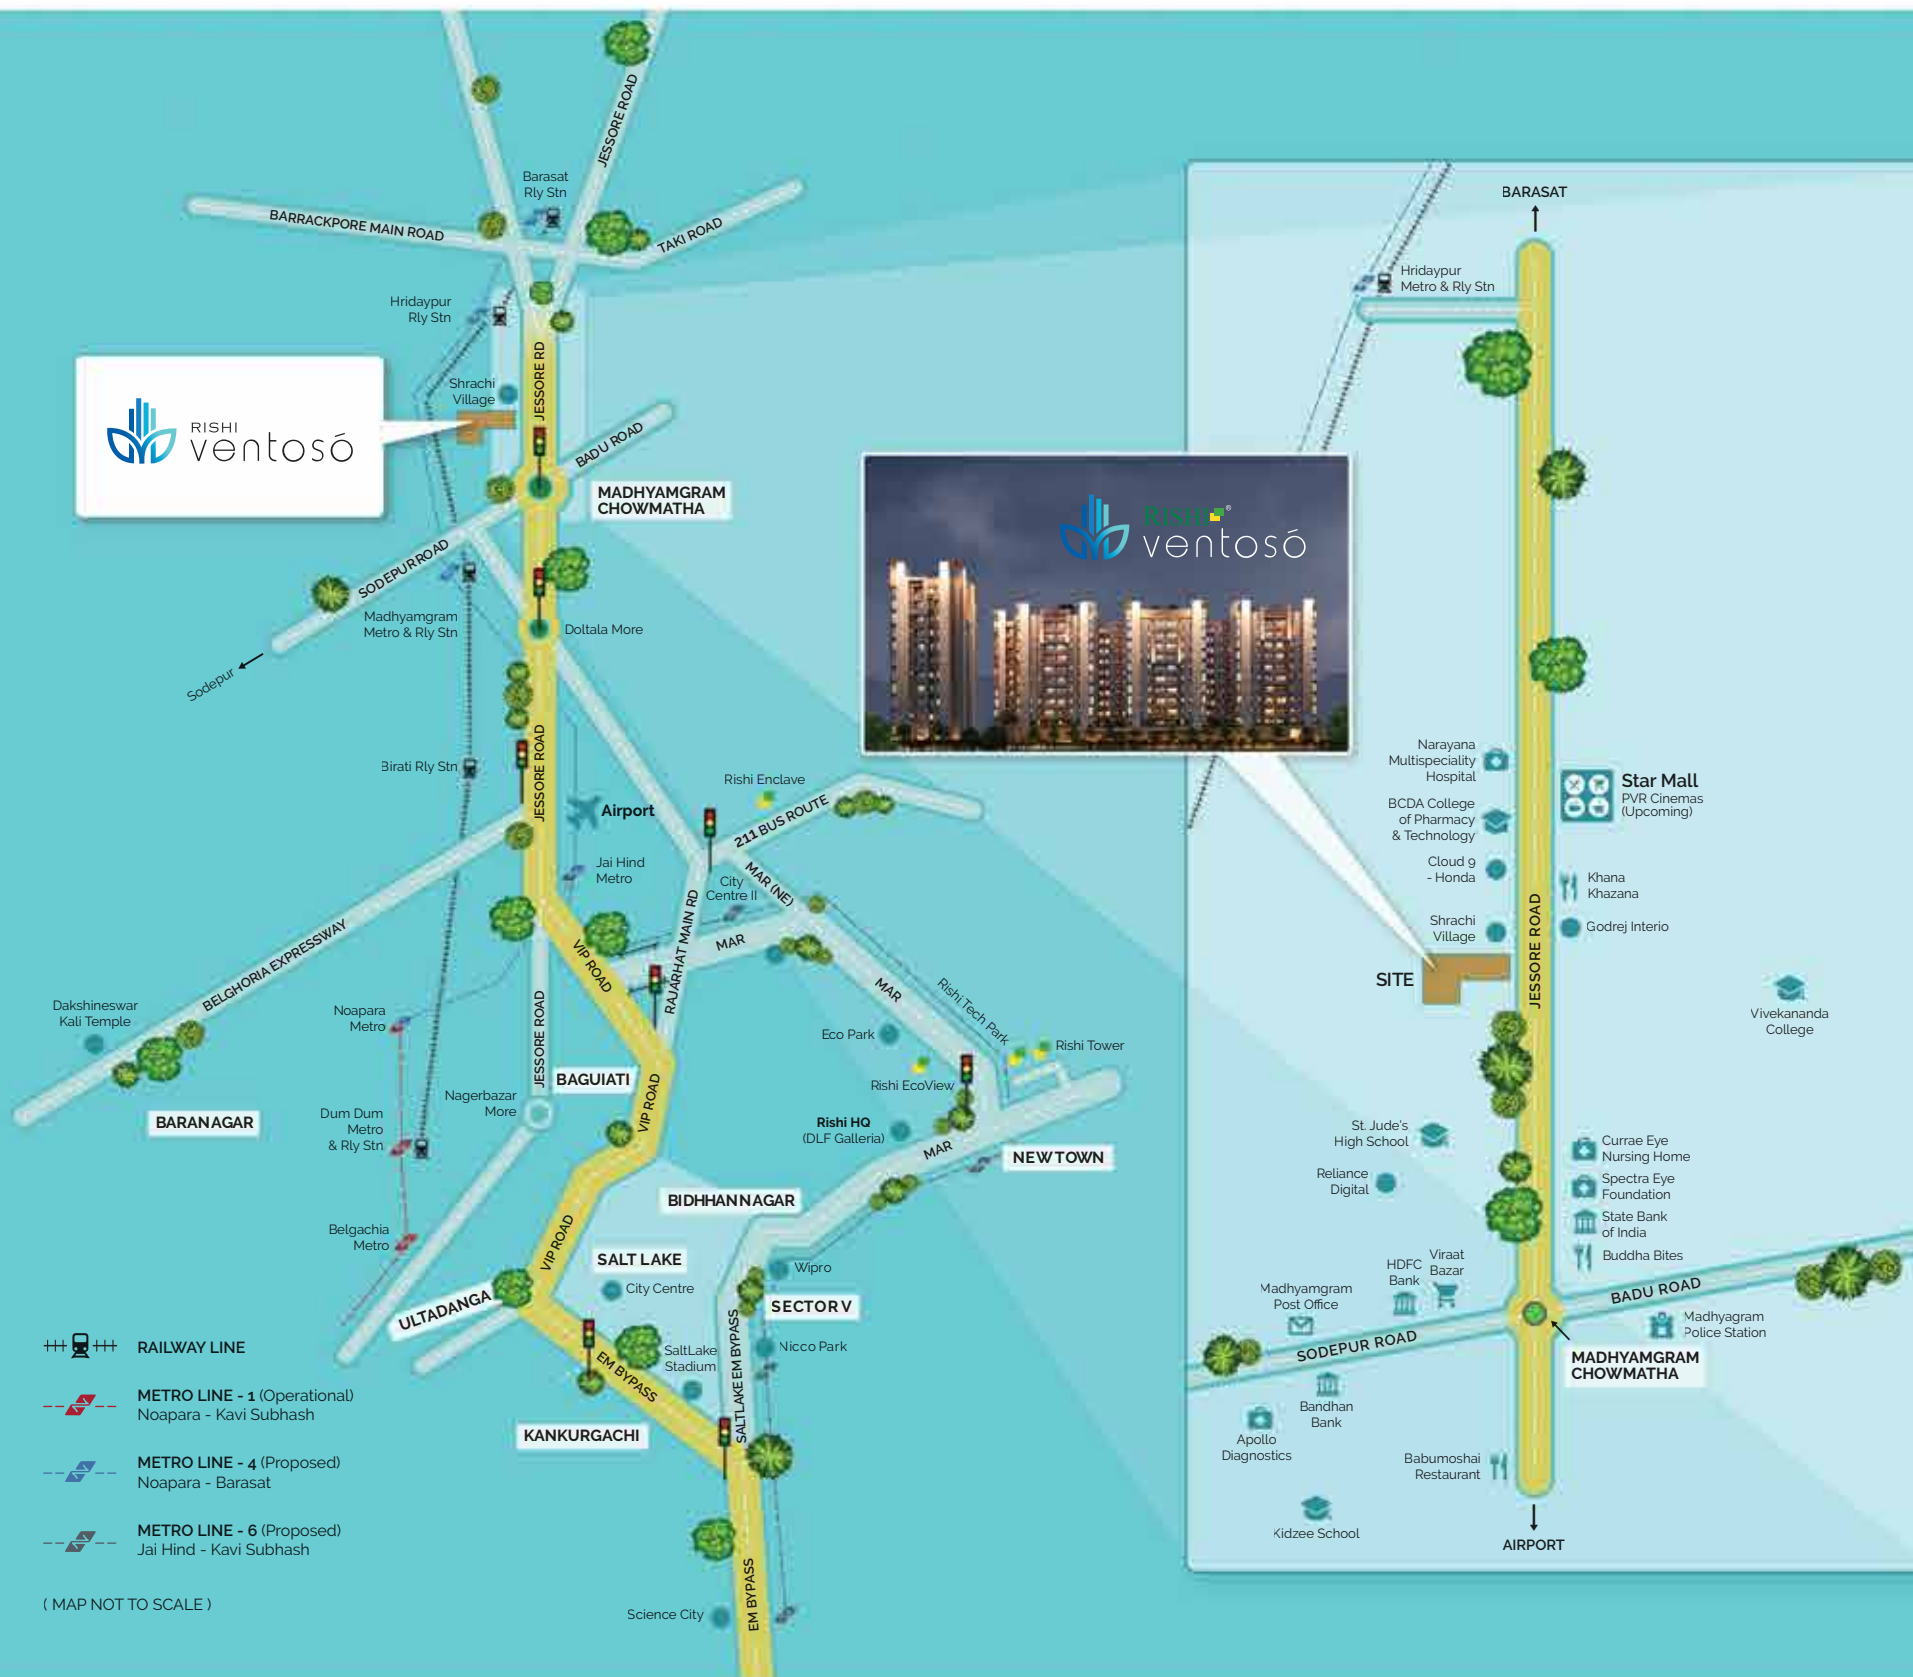 JESSORE ROAD
Barasat
Rly Stn
BARRACKPORE MAIN ROAD
TAKI ROAD
Hridaypur
Rly Stn
JESSORE RD
Shrachi
Village
RISHI
ventosó
BADU ROAD
MADHYAMGRAM
CHOWMATHA
SODEPUR ROAD
Madhyamgram
Metro & Rly Stn
Doltala More
Sodepur
JESSORE ROAD
Birati Rly Stn
Airport
Rishi Enclave
211 BUS ROUTE
Jai Hind
Metro
City
Centre II
MAR (NE)
RAJARHAT MAIN RD
MAR
VIP ROAD
BELGHORIA EXPRESSWAY
Dakshineswar
Kali Temple
Noapara
Metro
JESSORE ROAD
MAR
Rishi Tech Park
Eco Park
Rishi Tower
Rishi EcoView
BAGUIATI
Nagerbazar
More
VIP ROAD
BARANAGAR
Dum Dum
Metro
& Rly Stn
Rishi HQ
(DLF Galleria)
MAR
NEWTOWN
BIDHHANNAGAR
Belgachia
Metro
VIP ROAD
SALT LAKE
City Centre
Wipro
SECTOR V
ULTADANGA
SALTLAKE EM BYPASS
Nicco Park
SaltLake
Stadium
EM BYPASS
KANKURGACHI
EM BYPASS
Science City
RAILWAY LINE
METRO LINE - 1 (Operational)
Noapara - Kavi Subhash
METRO LINE - 4 (Proposed)
Noapara - Barasat
METRO LINE - 6 (Proposed)
Jai Hind - Kavi Subhash
( MAP NOT TO SCALE )
RISHI®
ventosó
BARASAT
Hridaypur
Metro & Rly Stn
Narayana
Multispeciality
Hospital
Star Mall
PVR Cinemas
(Upcoming)
BCDA College
of Pharmacy
& Technology
Cloud 9
- Honda
Khana
Khazana
Shrachi
Village
Godrej Interio
JESSORE ROAD
SITE
Vivekananda
College
St. Jude's
High School
Currae Eye
Nursing Home
Reliance
Digital
Spectra Eye
Foundation
State Bank
of India
Buddha Bites
Viraat
Bazar
HDFC
Bank
Madhyamgram
Post Office
BADU ROAD
SODEPUR ROAD
Madhyagram
Police Station
MADHYAMGRAM
CHOWMATHA
Bandhan
Bank
Apollo
Diagnostics
Babumoshai
Restaurant
Kidzee School
AIRPORT